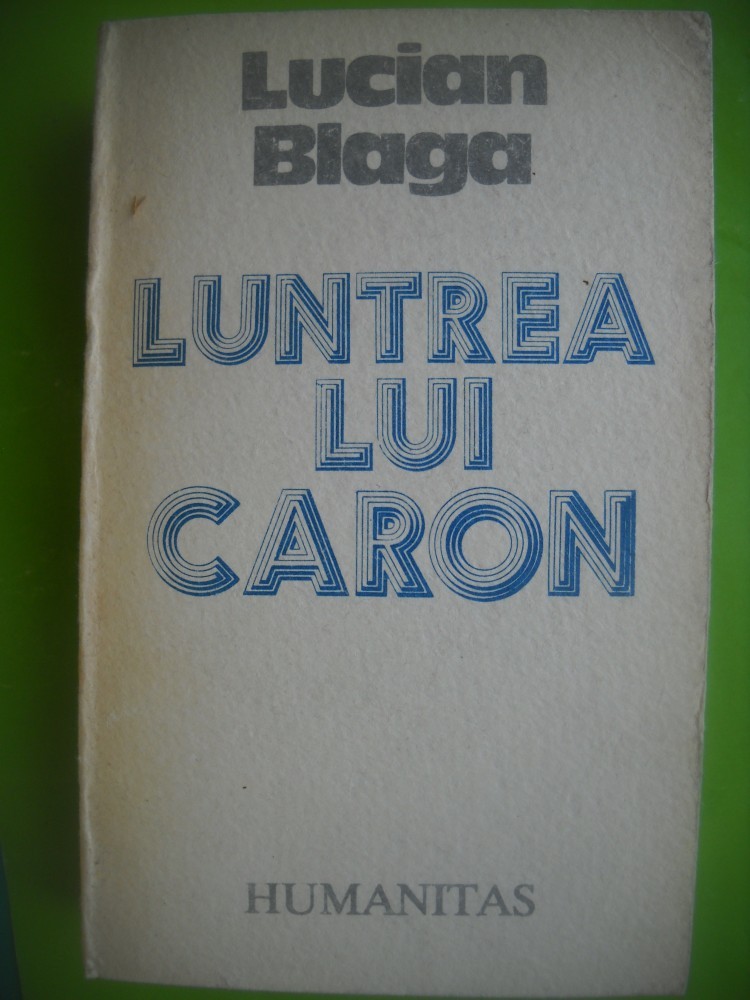 Lucian
Blaga
LUNTREA
LUI
CARON
HUMANITAS